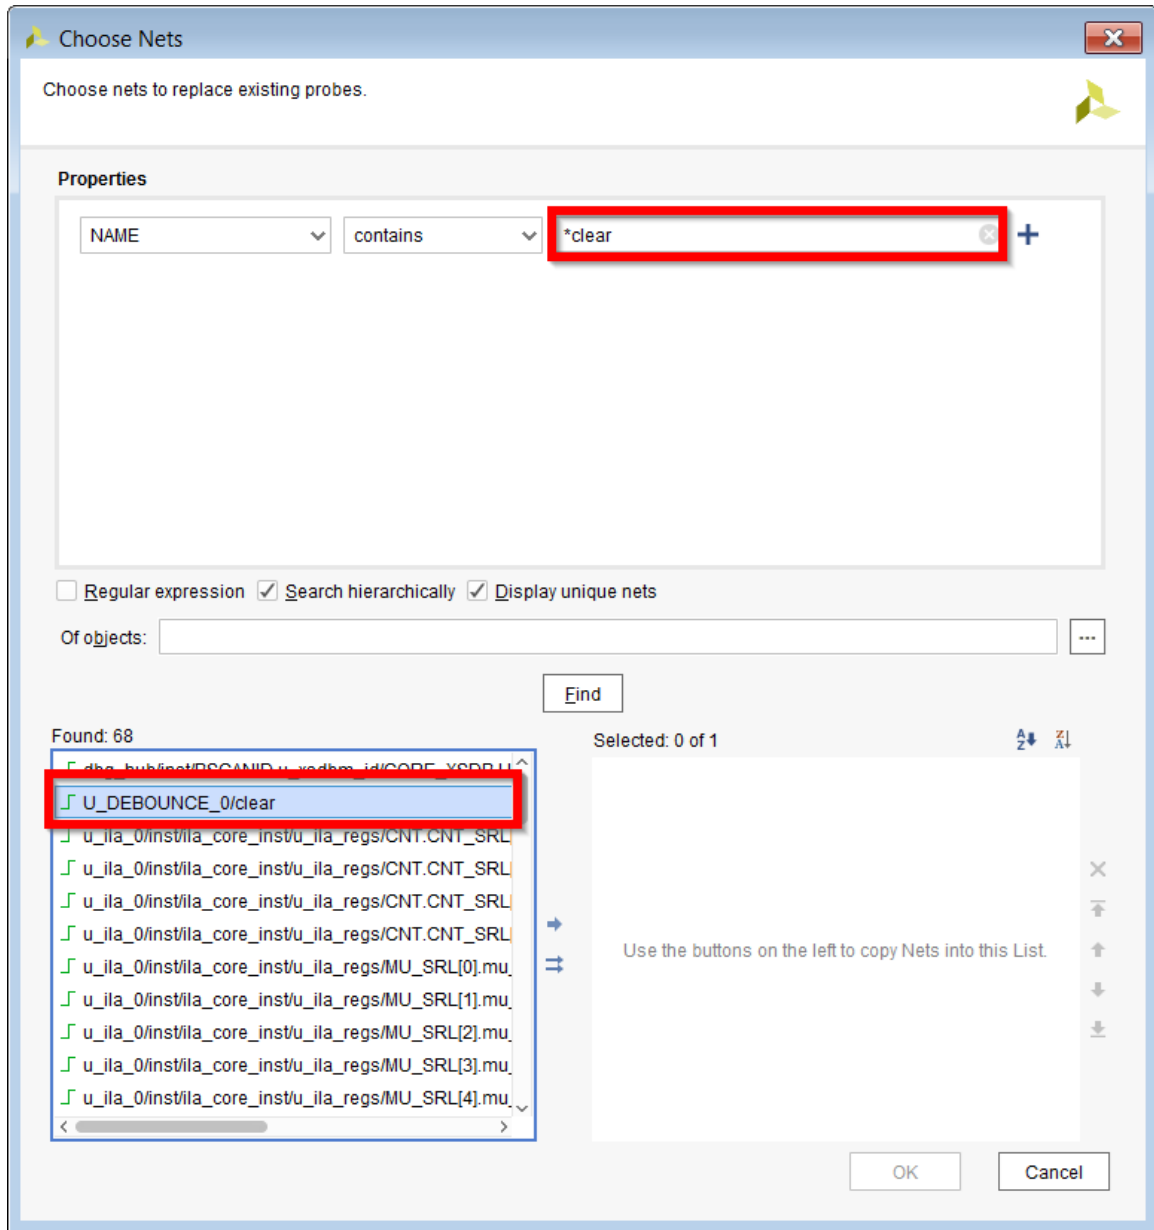 Choose Nets
Choose nets to replace existing probes.
Properties
NAME contains *clear
Regular expression Search hierarchically Display unique nets
Of objects:
...
Find
Found: 68
Selected: 0 of 1
U_DEBOUNCE_0/clear
u_ila_0/inst/ila_core_inst/u_ila_regs/CNT.CNT_SRL[
u_ila_0/inst/ila_core_inst/u_ila_regs/CNT.CNT_SRL[
u_ila_0/inst/ila_core_inst/u_ila_regs/CNT.CNT_SRL[
u_ila_0/inst/ila_core_inst/u_ila_regs/CNT.CNT_SRL[
u_ila_0/inst/ila_core_inst/u_ila_regs/MU_SRL[0].mu_
u_ila_0/inst/ila_core_inst/u_ila_regs/MU_SRL[1].mu_
u_ila_0/inst/ila_core_inst/u_ila_regs/MU_SRL[2].mu_
u_ila_0/inst/ila_core_inst/u_ila_regs/MU_SRL[3].mu_
u_ila_0/inst/ila_core_inst/u_ila_regs/MU_SRL[4].mu_
Use the buttons on the left to copy Nets into this List.
OK Cancel